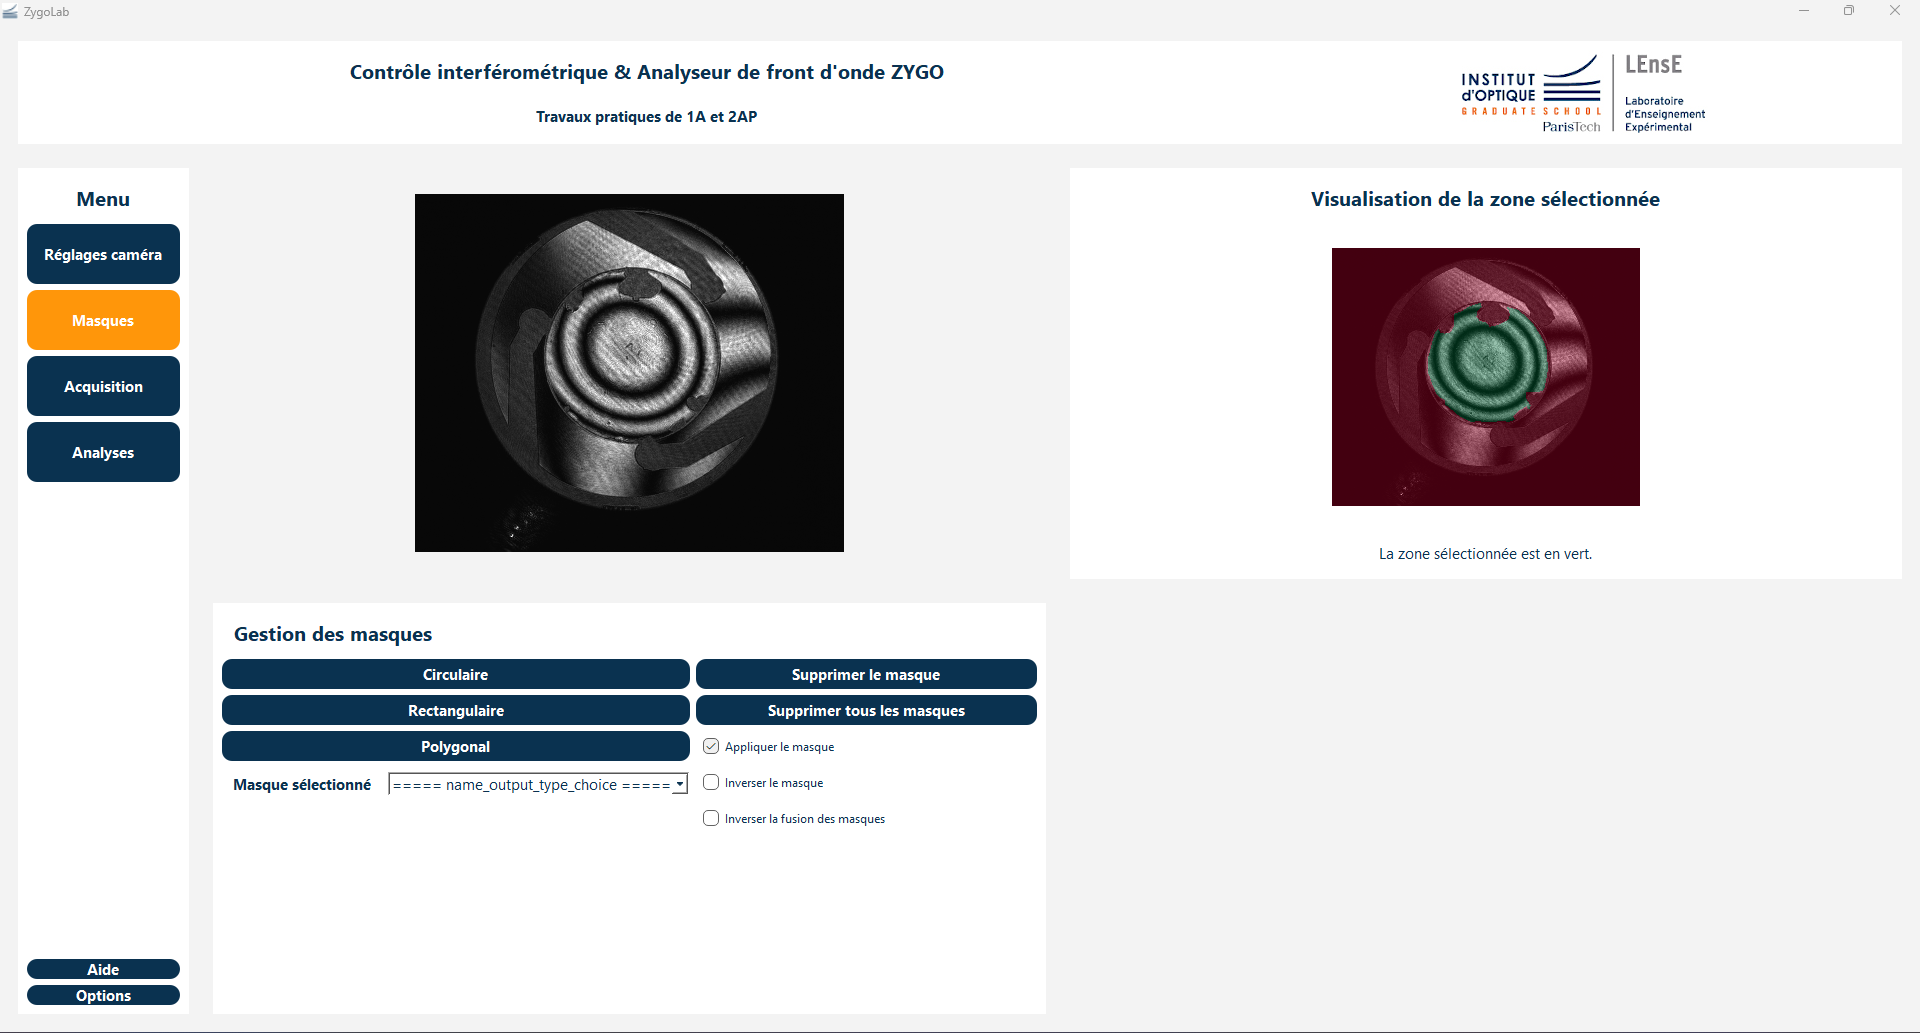 ZygoLab
Contrôle interférométrique & Analyseur de front d'onde ZYGO
Travaux pratiques de 1A et 2AP
INSTITUT
d'OPTIQUE
GRADUATE SCHOOL
ParisTech
LEnsE
Laboratoire
d'Enseignement
Expérimental
Menu
Réglages caméra
Masques
Acquisition
Analyses
Aide
Options
Visualisation de la zone sélectionnée
La zone sélectionnée est en vert.
Gestion des masques
Circulaire
Supprimer le masque
Rectangulaire
Supprimer tous les masques
Polygonal
Appliquer le masque
Masque sélectionné
===== name_output_type_choice =====
Inverser le masque
Inverser la fusion des masques